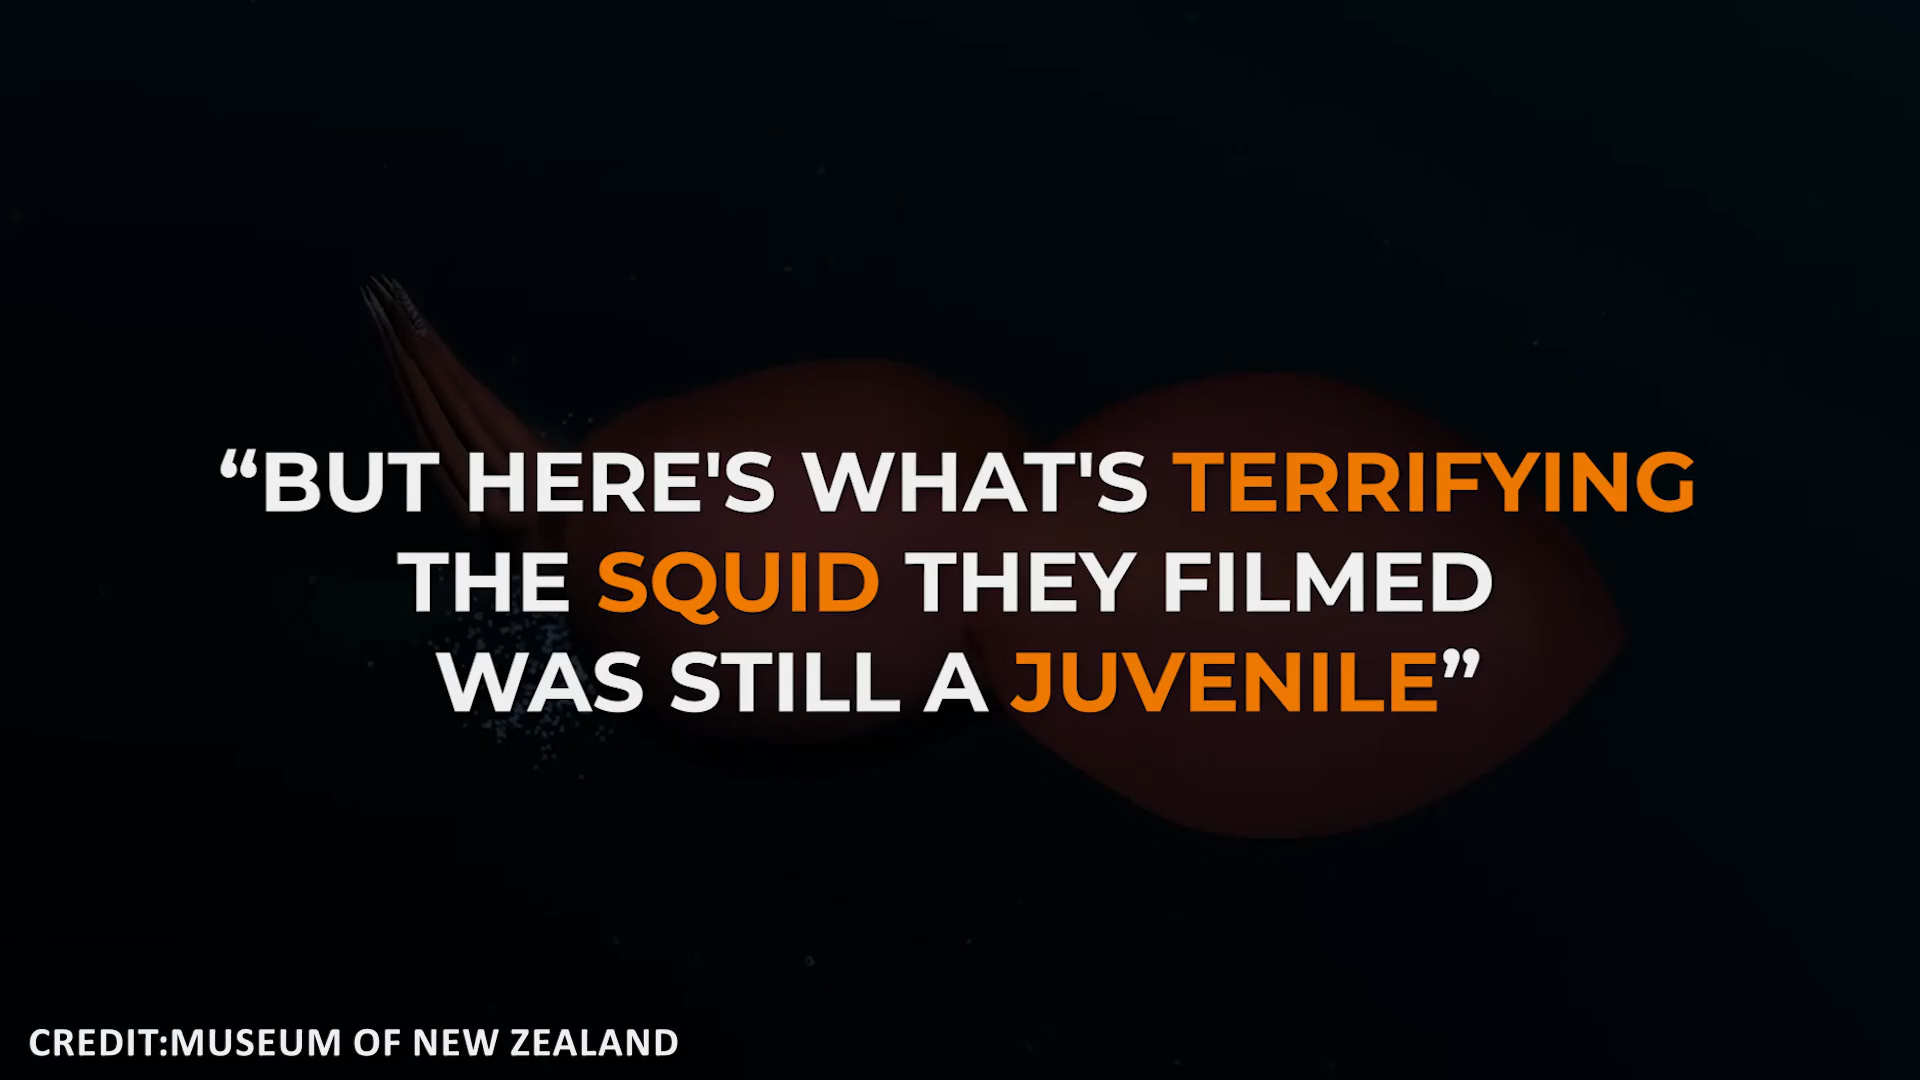 “BUT HERE'S WHAT'S TERRIFYING
THE SQUID THEY FILMED
WAS STILL A JUVENILE”
CREDIT:MUSEUM OF NEW ZEALAND